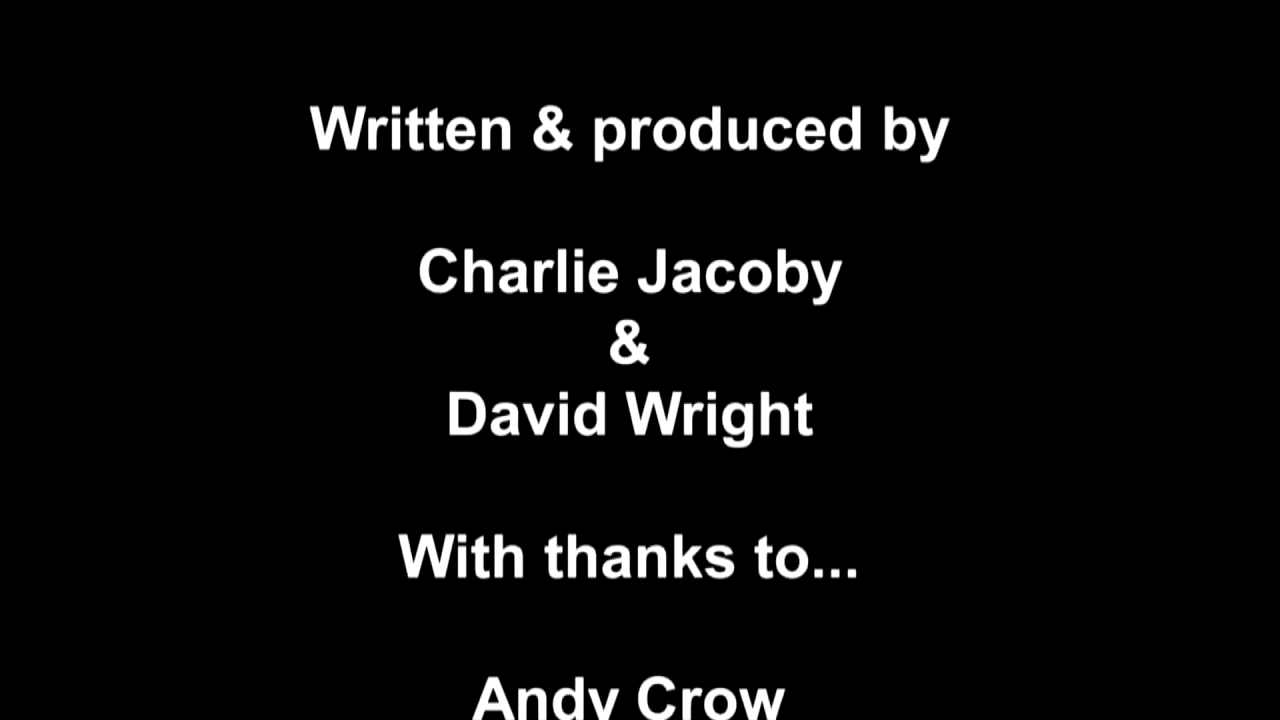 Written & produced by
Charlie Jacoby
&
David Wright
With thanks to...
Andy Crow